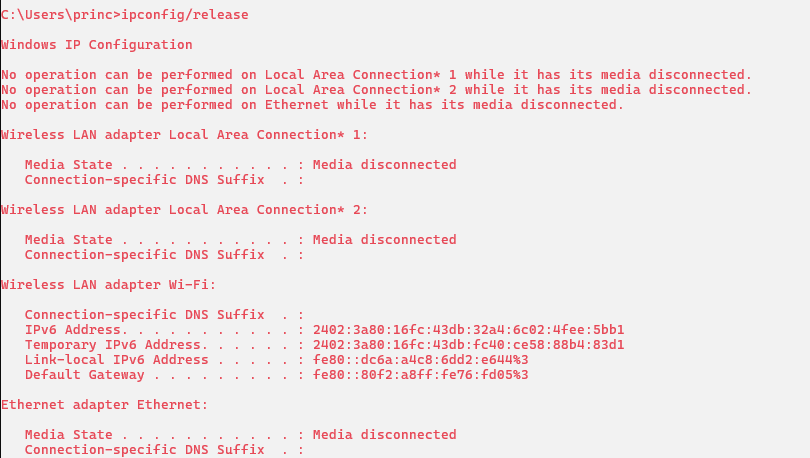 C:\Users\princ>ipconfig/release
Windows IP Configuration
No operation can be performed on Local Area Connection* 1 while it has its media disconnected.
No operation can be performed on Local Area Connection* 2 while it has its media disconnected.
No operation can be performed on Ethernet while it has its media disconnected.
Wireless LAN adapter Local Area Connection* 1:
   Media State . . . . . . . . . . . : Media disconnected
   Connection-specific DNS Suffix  . :
Wireless LAN adapter Local Area Connection* 2:
   Media State . . . . . . . . . . . : Media disconnected
   Connection-specific DNS Suffix  . :
Wireless LAN adapter Wi-Fi:
   Connection-specific DNS Suffix  . :
   IPv6 Address. . . . . . . . . . . : 2402:3a80:16fc:43db:32a4:6c02:4fee:5bb1
   Temporary IPv6 Address. . . . . . : 2402:3a80:16fc:43db:fc40:ce58:88b4:83d1
   Link-local IPv6 Address . . . . . : fe80::dc6a:a4c8:6dd2:e644%3
   Default Gateway . . . . . . . . . : fe80::80f2:a8ff:fe76:fd05%3
Ethernet adapter Ethernet:
   Media State . . . . . . . . . . . : Media disconnected
   Connection-specific DNS Suffix  . :